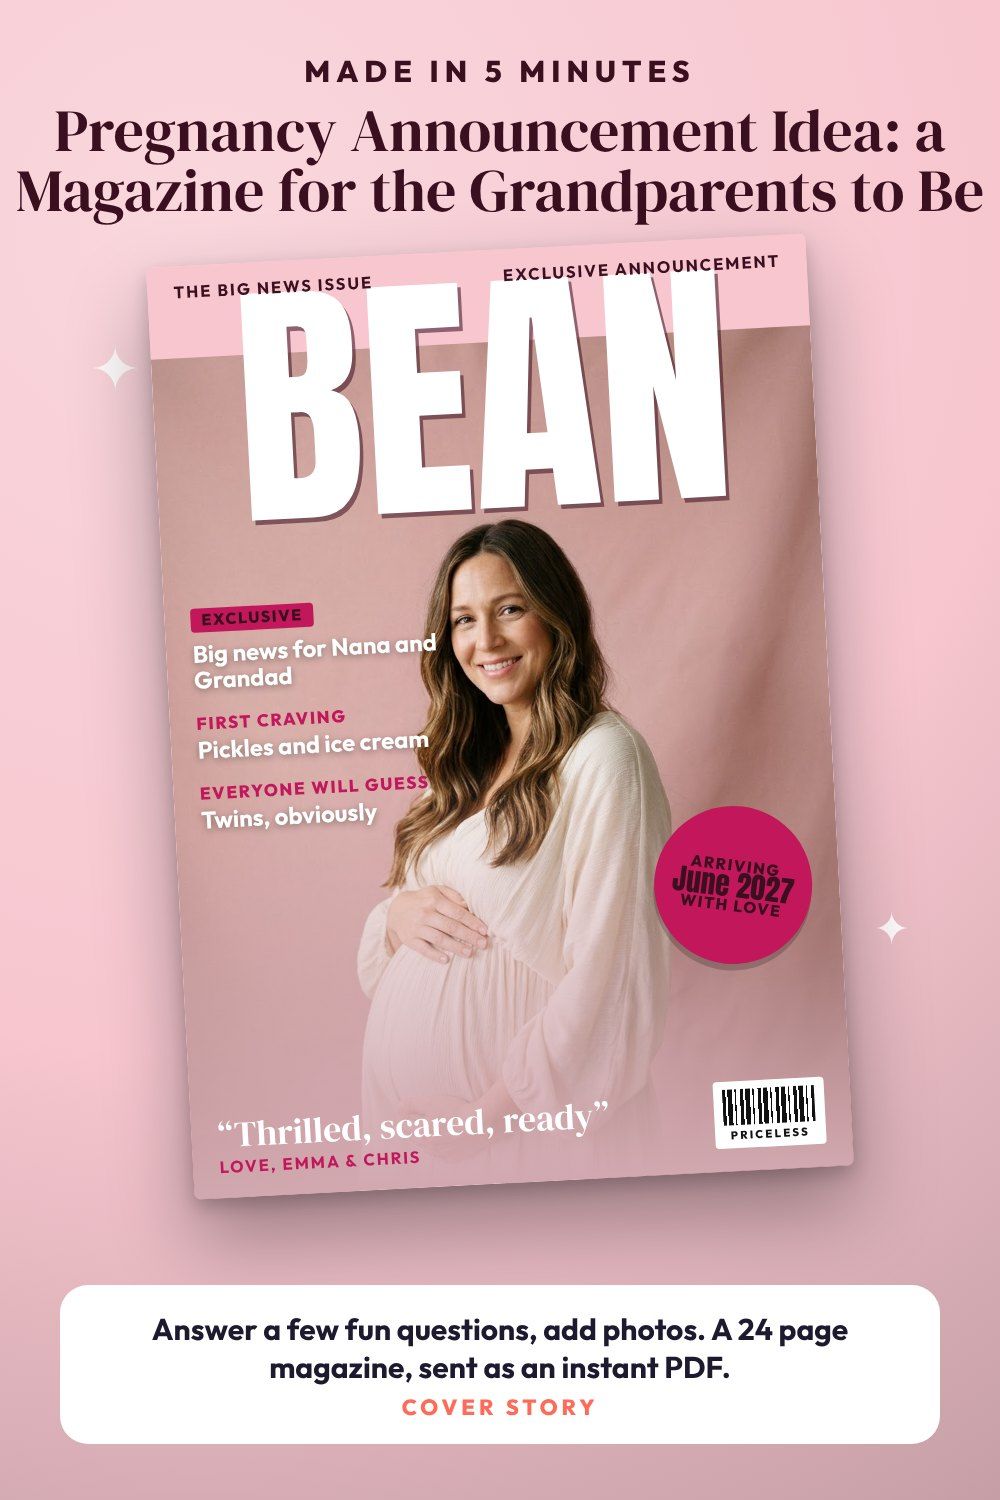 MADE IN 5 MINUTES
Pregnancy Announcement Idea: a
Magazine for the Grandparents to Be
THE BIG NEWS ISSUE
EXCLUSIVE ANNOUNCEMENT
BEAN
EXCLUSIVE
Big news for Nana and
Grandad
FIRST CRAVING
Pickles and ice cream
EVERYONE WILL GUESS
Twins, obviously
ARRIVING
June 2027
WITH LOVE
“Thrilled, scared, ready”
LOVE, EMMA & CHRIS
PRICELESS
Answer a few fun questions, add photos. A 24 page
magazine, sent as an instant PDF.
COVER STORY